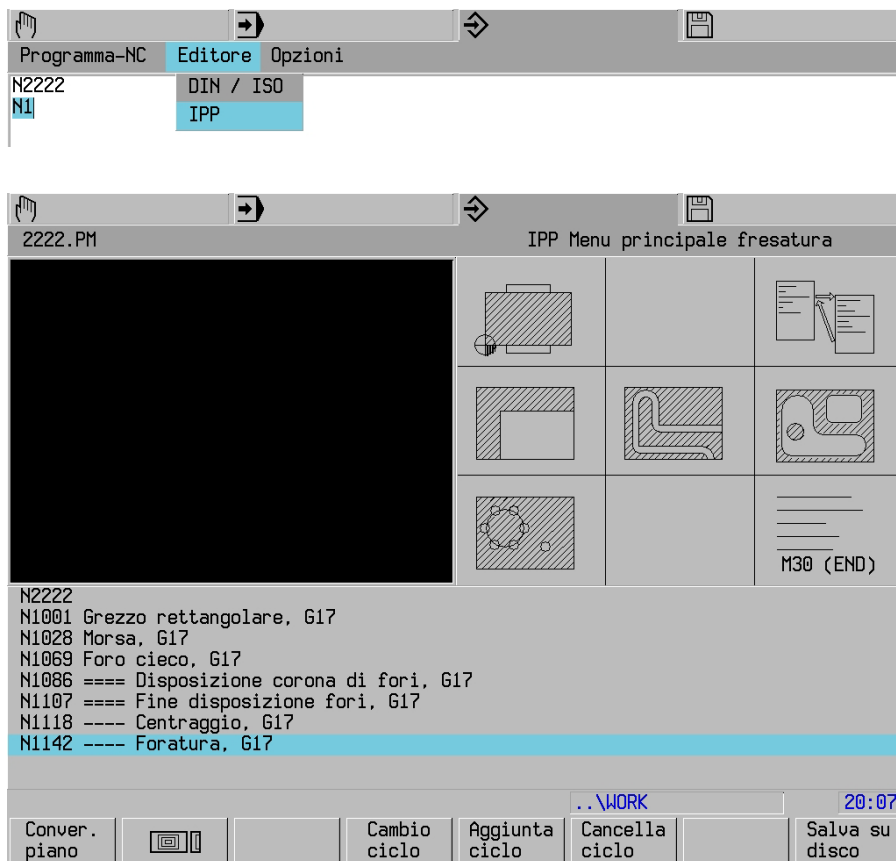 Programma-NC Editore Opzioni
N2222 DIN / ISO
N1 IPP
2222.PM IPP Menu principale fresatura
M30 (END)
N2222
N1001 Grezzo rettangolare, G17
N1028 Morsa, G17
N1069 Foro cieco, G17
N1086 ==== Disposizione corona di fori, G17
N1107 ==== Fine disposizione fori, G17
N1118 ---- Centraggio, G17
N1142 ---- Foratura, G17
..\WORK 20:07
Conver. Cambio Aggiunta Cancella Salva su
piano ciclo ciclo ciclo disco